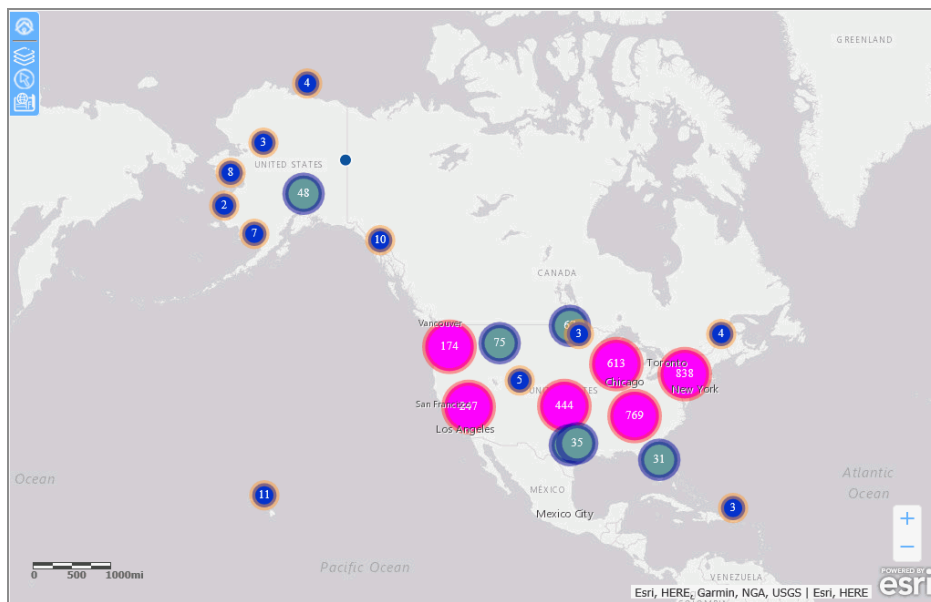 GREENLAND
4
3
UNITED STATES
8
48
2
7
10
CANADA
Vancouver
174
75
3
4
613
Toronto
838
5
Chicago
New York
444
San Francisco
247
769
Los Angeles
35
31
Ocean
Atlantic
Ocean
MÉXICO
11
3
Mexico City
+
−
Pacific Ocean
0 500 1000mi
VENEZUELA
POWERED BY
esri
Esri, HERE, Garmin, NGA, USGS | Esri, HERE